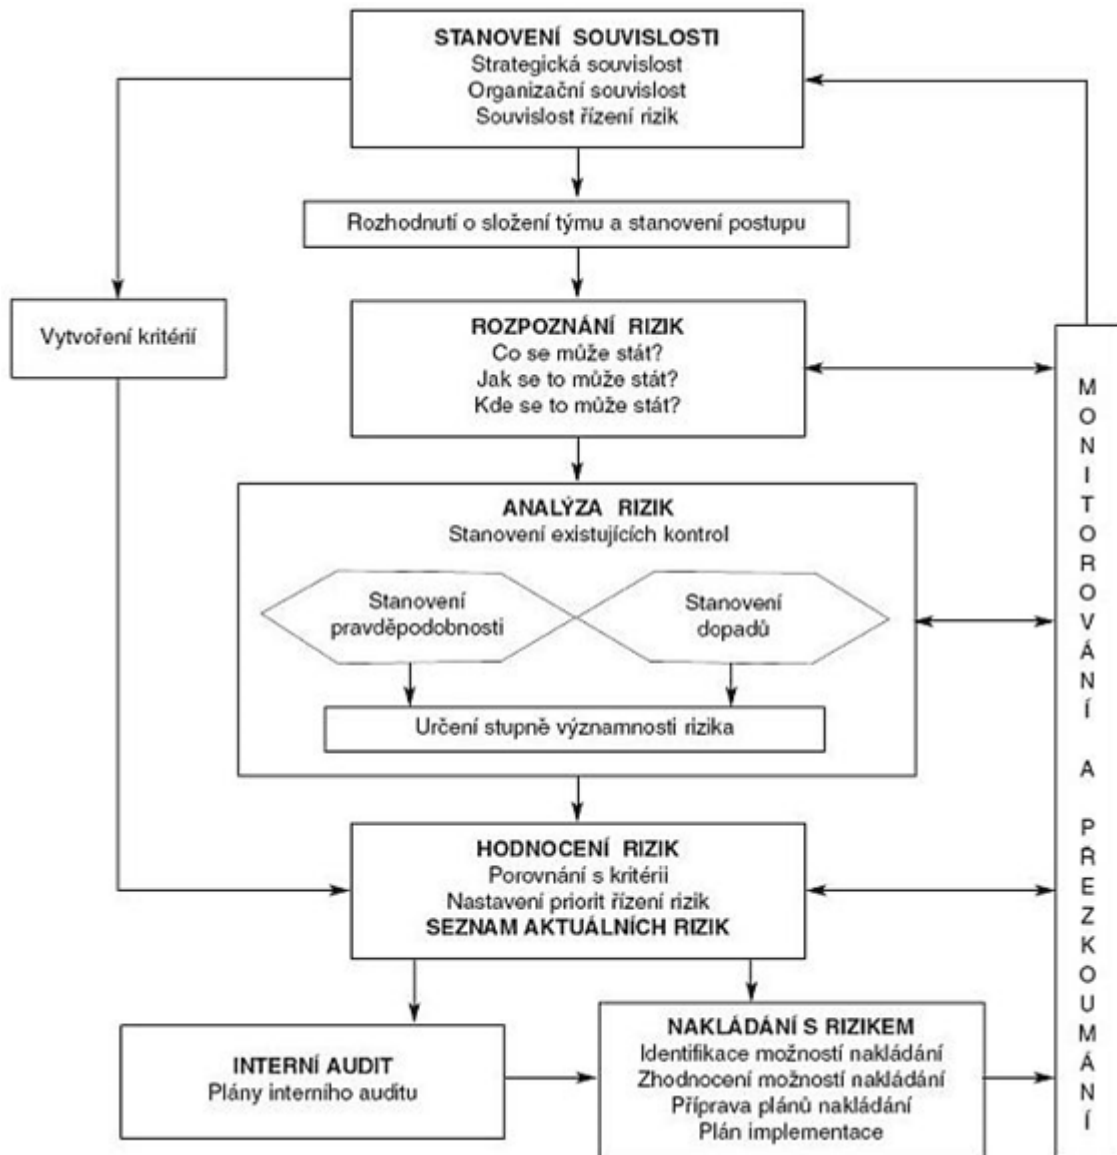 STANOVENÍ SOUVISLOSTI
Strategická souvislost
Organizační souvislost
Souvislost řízení rizik
Rozhodnutí o složení týmu a stanovení postupu
Vytvoření kritérií
ROZPOZNÁNÍ RIZIK
Co se může stát?
Jak se to může stát?
Kde se to může stát?
ANALÝZA RIZIK
Stanovení existujících kontrol
Stanovení
pravděpodobnosti
Stanovení
dopadů
Určení stupně významnosti rizika
HODNOCENÍ RIZIK
Porovnání s kritérii
Nastavení priorit řízení rizik
SEZNAM AKTUÁLNÍCH RIZIK
INTERNÍ AUDIT
Plány interního auditu
NAKLÁDÁNÍ S RIZIKEM
Identifikace možností nakládání
Zhodnocení možností nakládání
Příprava plánů nakládání
Plán implementace
MONITOROVÁNÍ A PŘEZKOUMÁNÍ